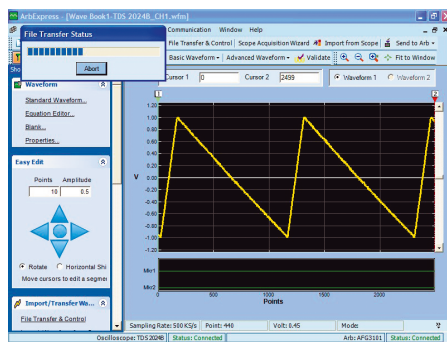 ArbExpress - [Wave Book1-TDS 2024B_CH1.wfm]
File Transfer Status
Abort
Communication Window Help
File Transfer & Control Scope Acquisition Wizard Import from Scope Send to Arb
Basic Waveform Advanced Waveform Validate Fit to Window
Cursor 1 0 Cursor 2 2499 Waveform 1 Waveform 2
Waveform
Standard Waveform...
Equation Editor...
Blank...
Properties...
Easy Edit
Points Amplitude
10 0.5
Rotate Horizontal Shi
Move cursors to edit a segmen
Import/Transfer Wa...
File Transfer & Control
1 2
1.20
1.00
0.80
0.60
0.40
0.20
V 0.00
-0.20
-0.40
-0.60
-0.80
-1.00
-1.20
Mkr1
Mkr2
0 500 1000 1500 2000
Points
Sampling Rate: 500 KS/s Point: 440 Volt: 0.45 Mode:
Oscilloscope: TDS 2024B Status: Connected Arb: AFG3101 Status: Connected